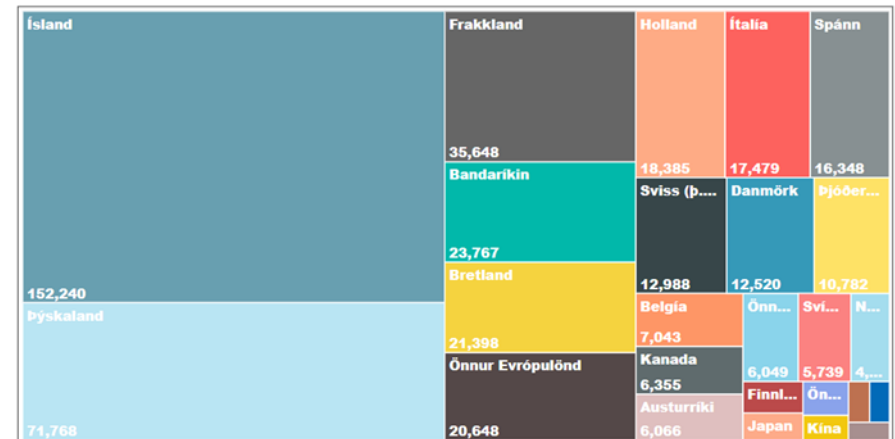 Ísland
152,240
Þýskaland
71,768
Frakkland
35,648
Bandaríkin
23,767
Bretland
21,398
Önnur Evrópulönd
20,648
Holland
18,385
Ítalía
17,479
Spánn
16,348
Sviss (þ....
12,988
Danmörk
12,520
Þjóðer...
10,782
Belgía
7,043
Kanada
6,355
Austurríki
6,066
Önn...
6,049
Sví...
5,739
N...
4,...
Finnl...
Ön...
Japan
Kína